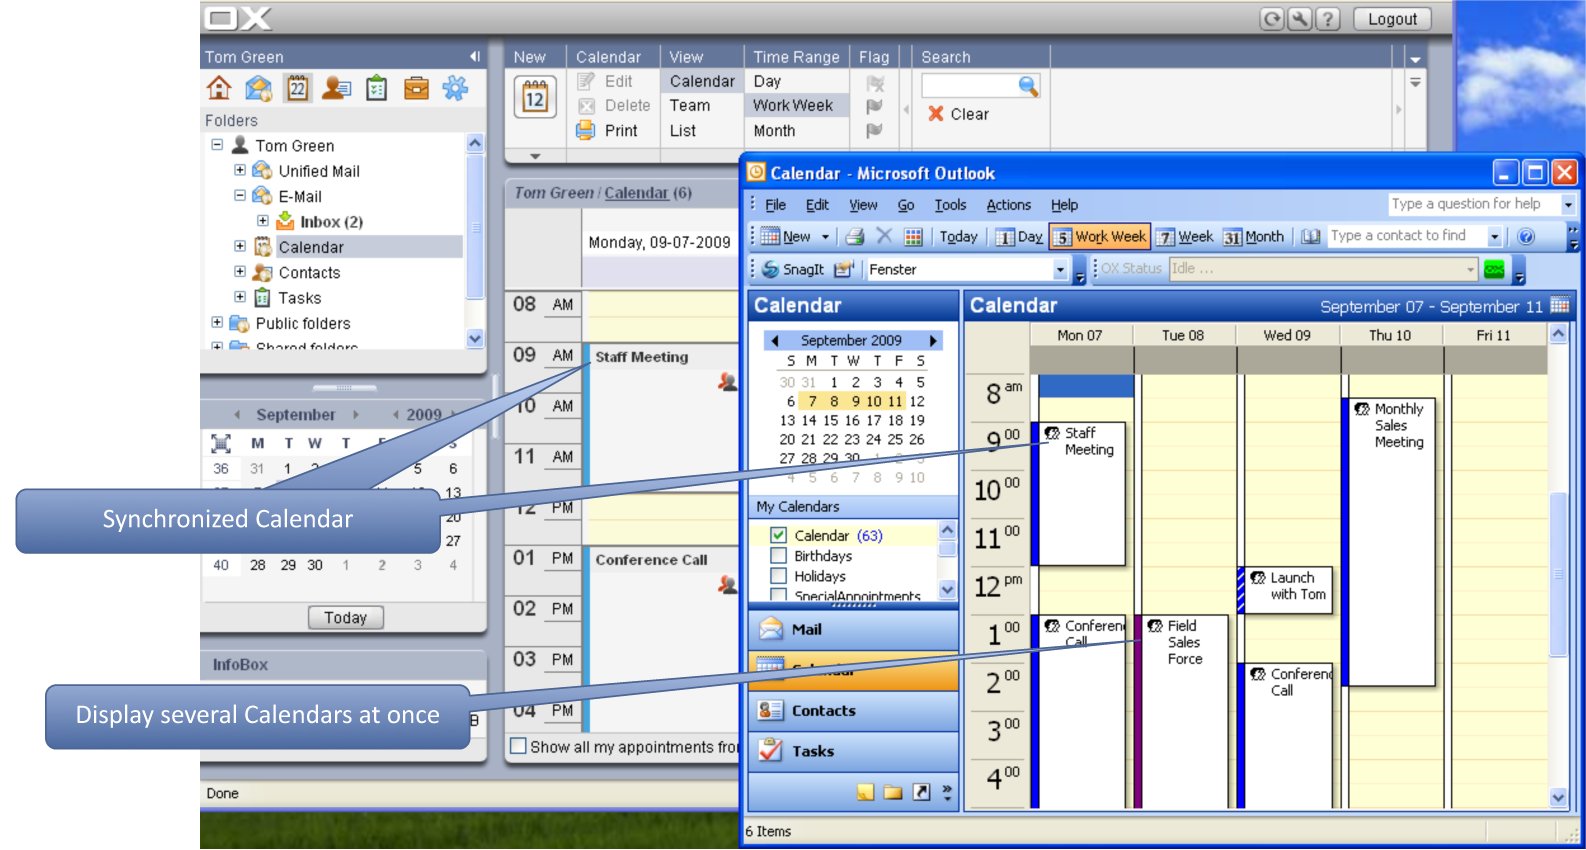 OX
Logout
Tom Green
New
Calendar
View
Time Range
Flag
Search
22
12
Edit
Calendar
Day
Delete
Team
Work Week
Clear
Print
List
Month
Folders
Tom Green
Unified Mail
E-Mail
Inbox (2)
Calendar
Contacts
Tasks
Public folders
Shared folders
September 2009
M T W T F S
36 31 1 2 5 6
13
20
27
40 28 29 30 1 2 3 4
Today
InfoBox
Done
Tom Green / Calendar (6)
Monday, 09-07-2009
08 AM
09 AM Staff Meeting
10 AM
11 AM
12 PM
01 PM Conference Call
02 PM
03 PM
04 PM
Show all my appointments fro
Synchronized Calendar
Display several Calendars at once
Calendar - Microsoft Outlook
File Edit View Go Tools Actions Help
Type a question for help
New Today 1 Day 5 Work Week 7 Week 31 Month Type a contact to find
SnagIt Fenster OX Status Idle ...
Calendar
September 2009
S M T W T F S
30 31 1 2 3 4 5
6 7 8 9 10 11 12
13 14 15 16 17 18 19
20 21 22 23 24 25 26
27 28 29 30 1 2 3
4 5 6 7 8 9 10
My Calendars
Calendar (63)
Birthdays
Holidays
SpecialAppointments
Mail
Calendar
Contacts
Tasks
Calendar September 07 - September 11
Mon 07 Tue 08 Wed 09 Thu 10 Fri 11
8 am
9 00
10 00
11 00
12 pm
1 00
2 00
3 00
4 00
Staff
Meeting
Conferen
Call
Field
Sales
Force
Launch
with Tom
Conferenc
Call
Monthly
Sales
Meeting
6 Items